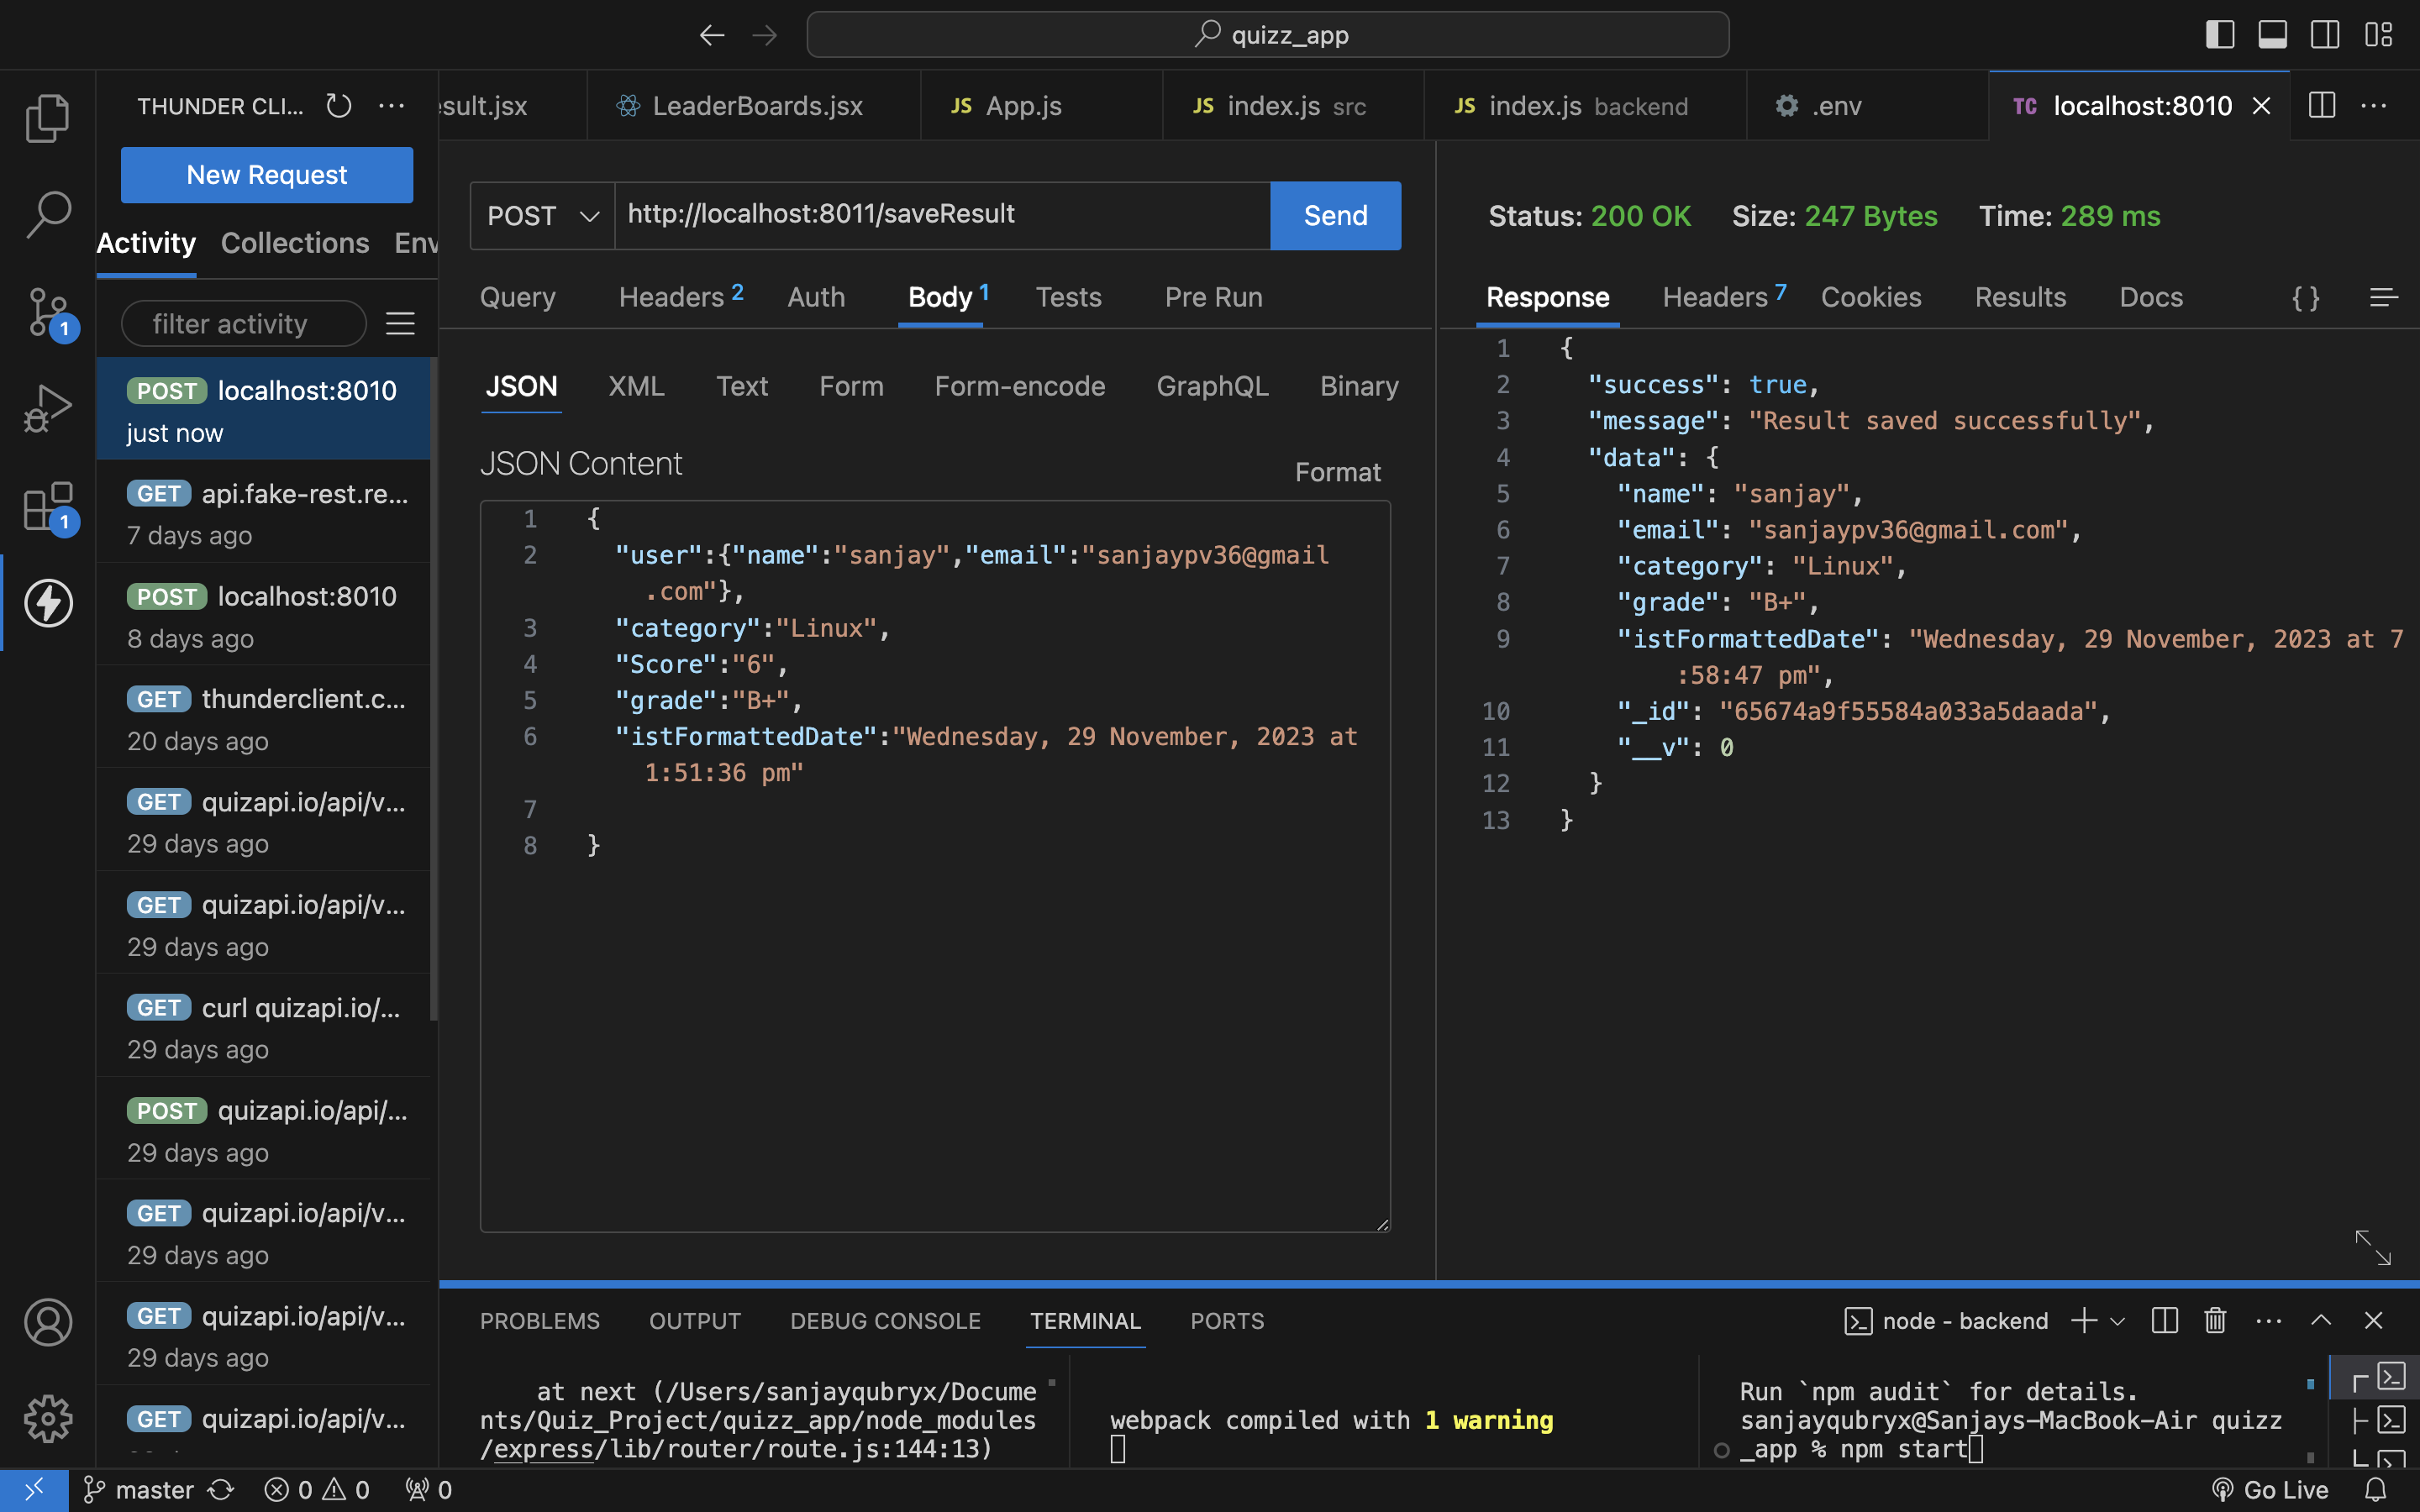 quizz_app
THUNDER CLI...
esult.jsx
LeaderBoards.jsx
JS App.js
JS index.js src
JS index.js backend
.env
TC localhost:8010
New Request
Activity Collections Env
filter activity
POST localhost:8010
just now
GET api.fake-rest.re...
7 days ago
POST localhost:8010
8 days ago
GET thunderclient.c...
20 days ago
GET quizapi.io/api/v...
29 days ago
GET quizapi.io/api/v...
29 days ago
GET curl quizapi.io/...
29 days ago
POST quizapi.io/api/...
29 days ago
GET quizapi.io/api/v...
29 days ago
GET quizapi.io/api/v...
29 days ago
GET quizapi.io/api/v...
1
1
POST http://localhost:8011/saveResult Send
Query Headers 2 Auth Body 1 Tests Pre Run
JSON XML Text Form Form-encode GraphQL Binary
JSON Content
Format
1 {
2 "user":{"name":"sanjay","email":"sanjaypv36@gmail
.com"},
3 "category":"Linux",
4 "Score":"6",
5 "grade":"B+",
6 "istFormattedDate":"Wednesday, 29 November, 2023 at
1:51:36 pm"
7
8 }
Status: 200 OK Size: 247 Bytes Time: 289 ms
Response Headers 7 Cookies Results Docs { }
1 {
2 "success": true,
3 "message": "Result saved successfully",
4 "data": {
5 "name": "sanjay",
6 "email": "sanjaypv36@gmail.com",
7 "category": "Linux",
8 "grade": "B+",
9 "istFormattedDate": "Wednesday, 29 November, 2023 at 7
:58:47 pm",
10 "_id": "65674a9f55584a033a5daada",
11 "__v": 0
12 }
13 }
PROBLEMS OUTPUT DEBUG CONSOLE TERMINAL PORTS
node - backend
at next (/Users/sanjayqubryx/Docume
nts/Quiz_Project/quizz_app/node_modules
/express/lib/router/route.js:144:13)
webpack compiled with 1 warning
Run `npm audit` for details.
sanjayqubryx@Sanjays-MacBook-Air quizz
_app % npm start
master 0 0 0
Go Live